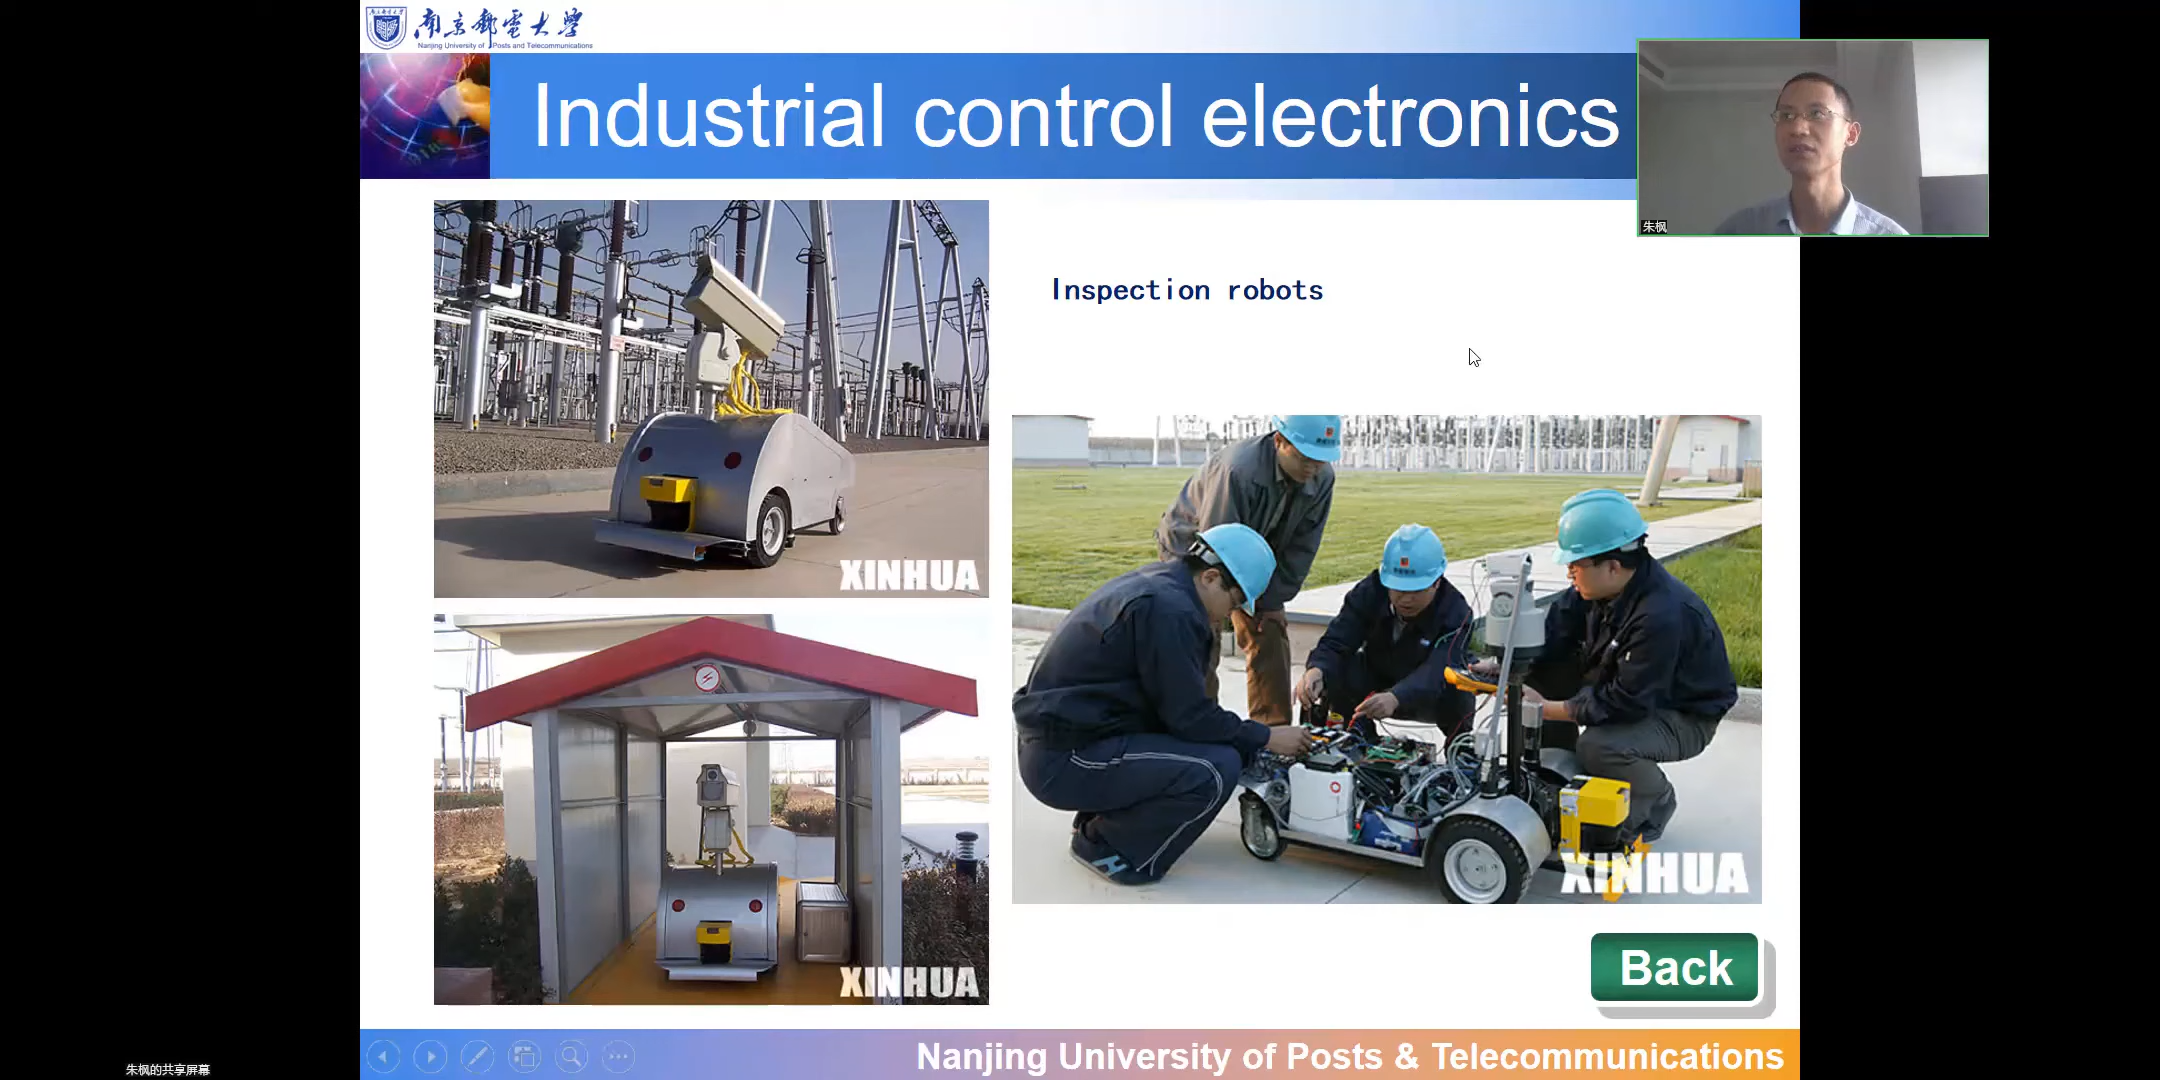 南京郵電大学
Nanjing University of Posts and Telecommunications
Industrial control electronics
朱枫
Inspection robots
XINHUA
XINHUA
XINHUA
Back
Nanjing University of Posts & Telecommunications
朱枫的共享屏幕